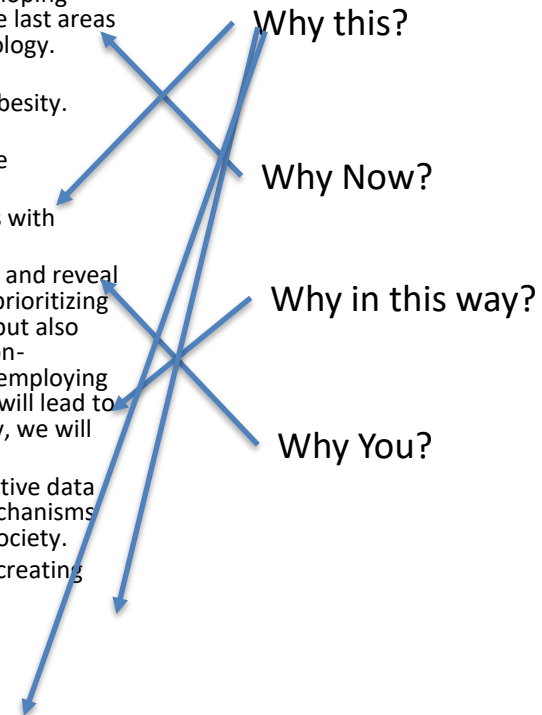 e last areas
ology.
besity.
e
s with
and reveal
prioritizing
but also
on-
employing
will lead to
y, we will
tive data
chanisms
ociety.
creating
Why this?
Why Now?
Why in this way?
Why You?